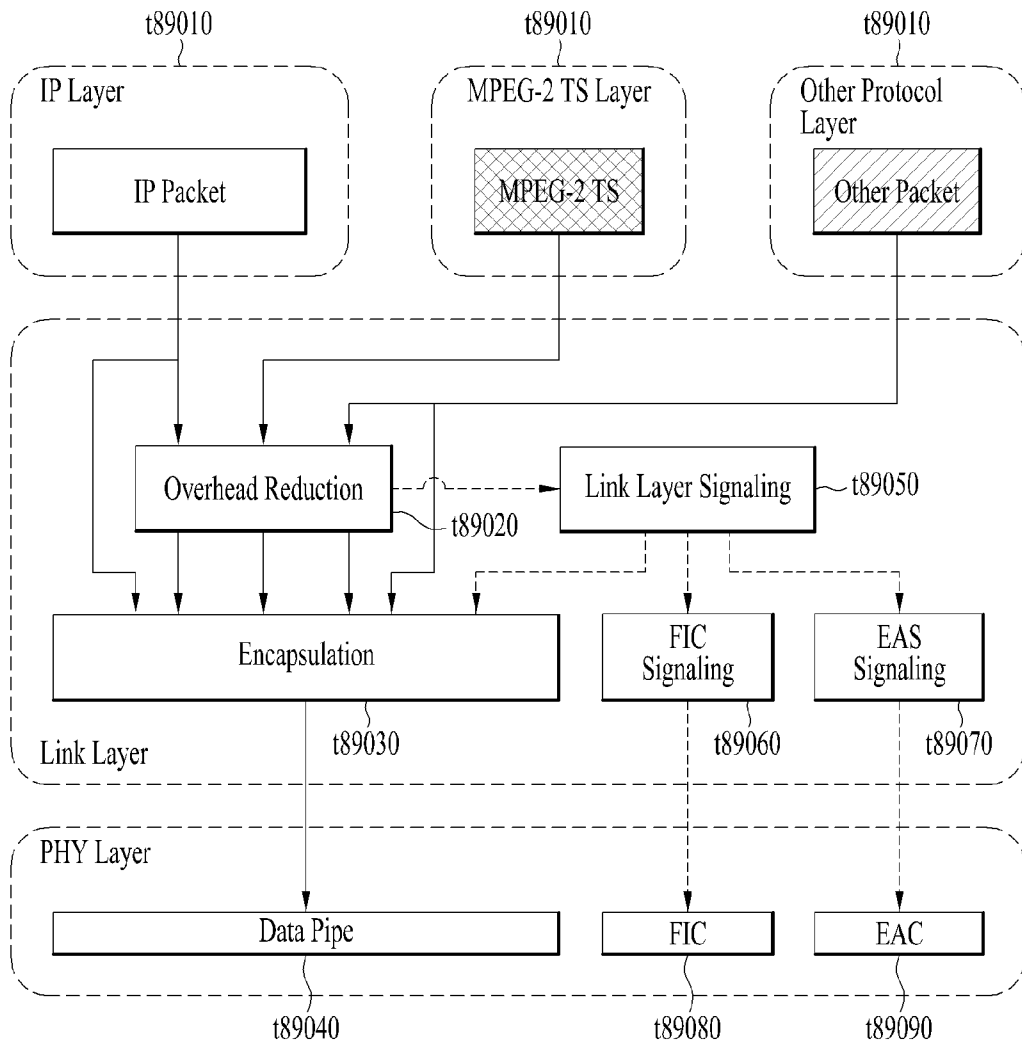 t89010
t89010
t89010
IP Layer
MPEG-2 TS Layer
Other Protocol
Layer
IP Packet
MPEG-2 TS
Other Packet
Overhead Reduction
t89020
Link Layer Signaling
t89050
Encapsulation
t89030
FIC
Signaling
t89060
EAS
Signaling
t89070
Link Layer
PHY Layer
Data Pipe
FIC
EAC
t89040
t89080
t89090